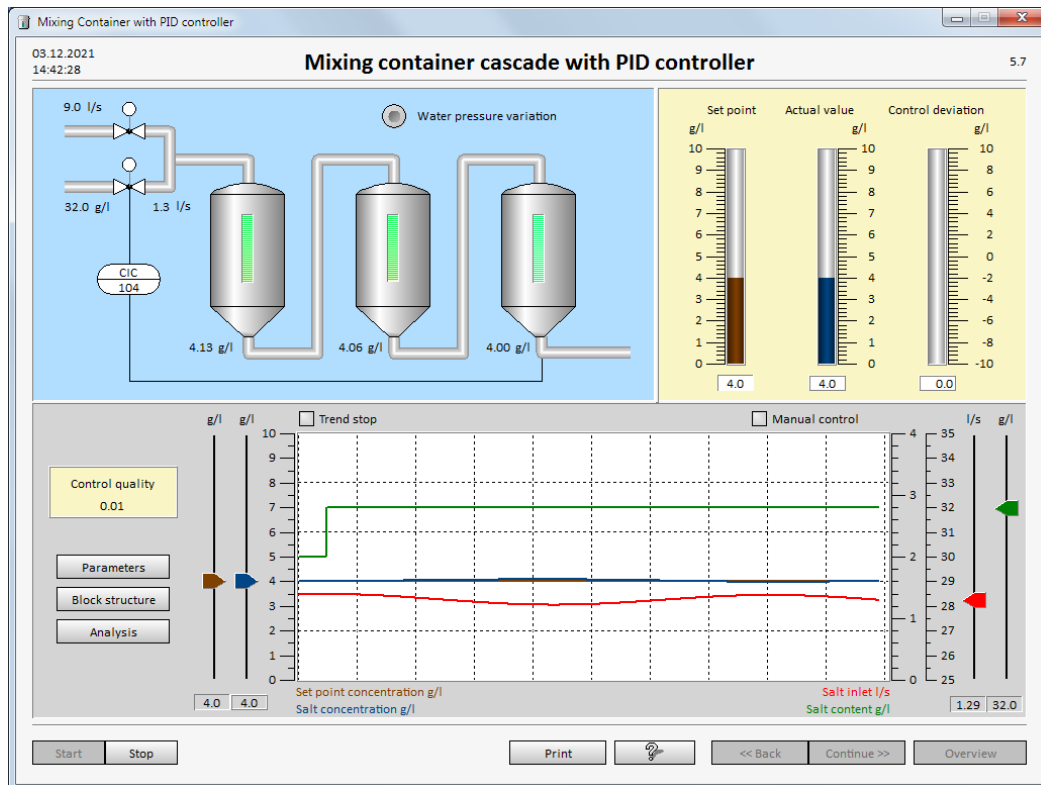 Mixing Container with PID controller
03.12.2021
14:42:28
Mixing container cascade with PID controller
5.7
9.0 l/s
Water pressure variation
32.0 g/l
1.3 l/s
CIC
104
4.13 g/l
4.06 g/l
4.00 g/l
Set point
Actual value
Control deviation
g/l
g/l
g/l
10
9
8
7
6
5
4
3
2
1
0
10
9
8
7
6
5
4
3
2
1
0
10
8
6
4
2
0
-2
-4
-6
-8
-10
4.0
4.0
0.0
g/l
g/l
Trend stop
Manual control
l/s
g/l
Control quality
0.01
Parameters
Block structure
Analysis
10
9
8
7
6
5
4
3
2
1
0
4
3
2
1
0
35
34
33
32
31
30
29
28
27
26
25
4.0
4.0
Set point concentration g/l
Salt concentration g/l
Salt inlet l/s
Salt content g/l
1.29
32.0
Start
Stop
Print
?
<< Back
Continue >>
Overview